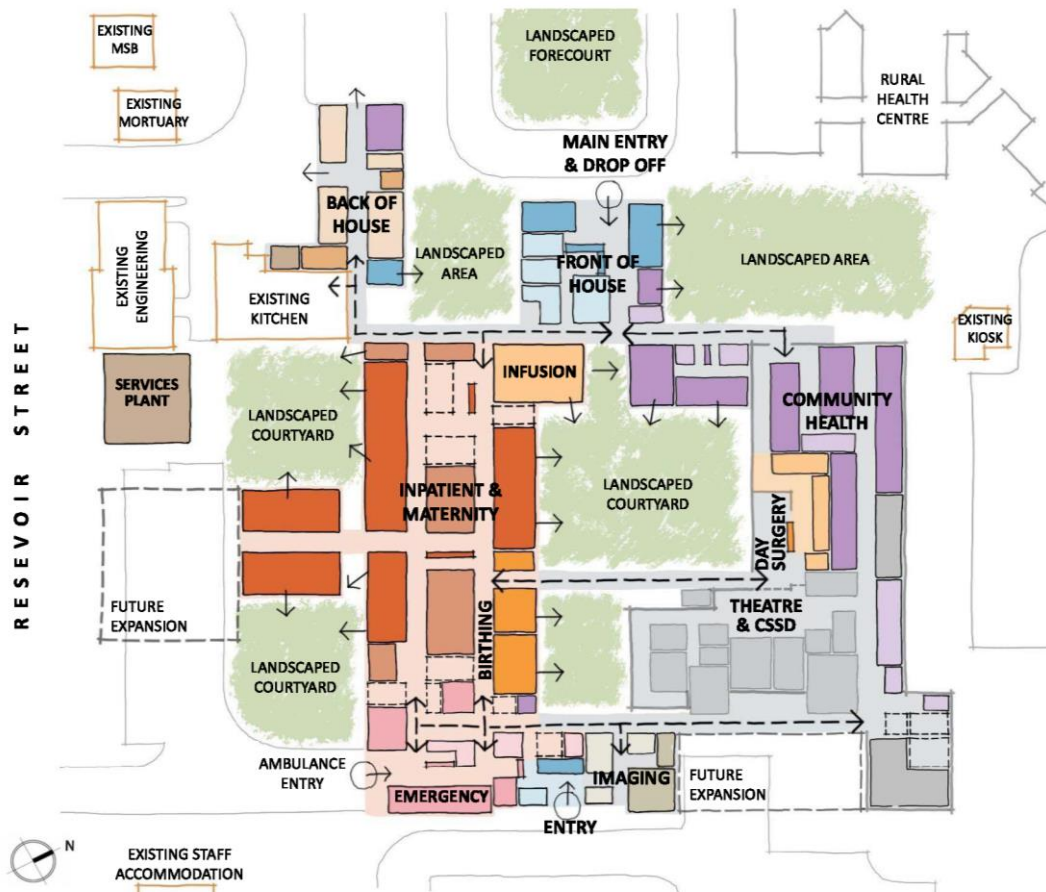 EXISTING
MSB
LANDSCAPED
FORECOURT
EXISTING
MORTUARY
RURAL
HEALTH
CENTRE
MAIN ENTRY
& DROP OFF
BACK OF
HOUSE
LANDSCAPED
AREA
FRONT OF
HOUSE
LANDSCAPED AREA
EXISTING
ENGINEERING
EXISTING
KITCHEN
EXISTING
KIOSK
RESEVOIR STREET
SERVICES
PLANT
LANDSCAPED
COURTYARD
INFUSION
COMMUNITY
HEALTH
INPATIENT &
MATERNITY
LANDSCAPED
COURTYARD
DAY
SURGERY
FUTURE
EXPANSION
BIRTHING
THEATRE
& CSSD
LANDSCAPED
COURTYARD
AMBULANCE
ENTRY
EMERGENCY
IMAGING
FUTURE
EXPANSION
ENTRY
N
EXISTING STAFF
ACCOMMODATION